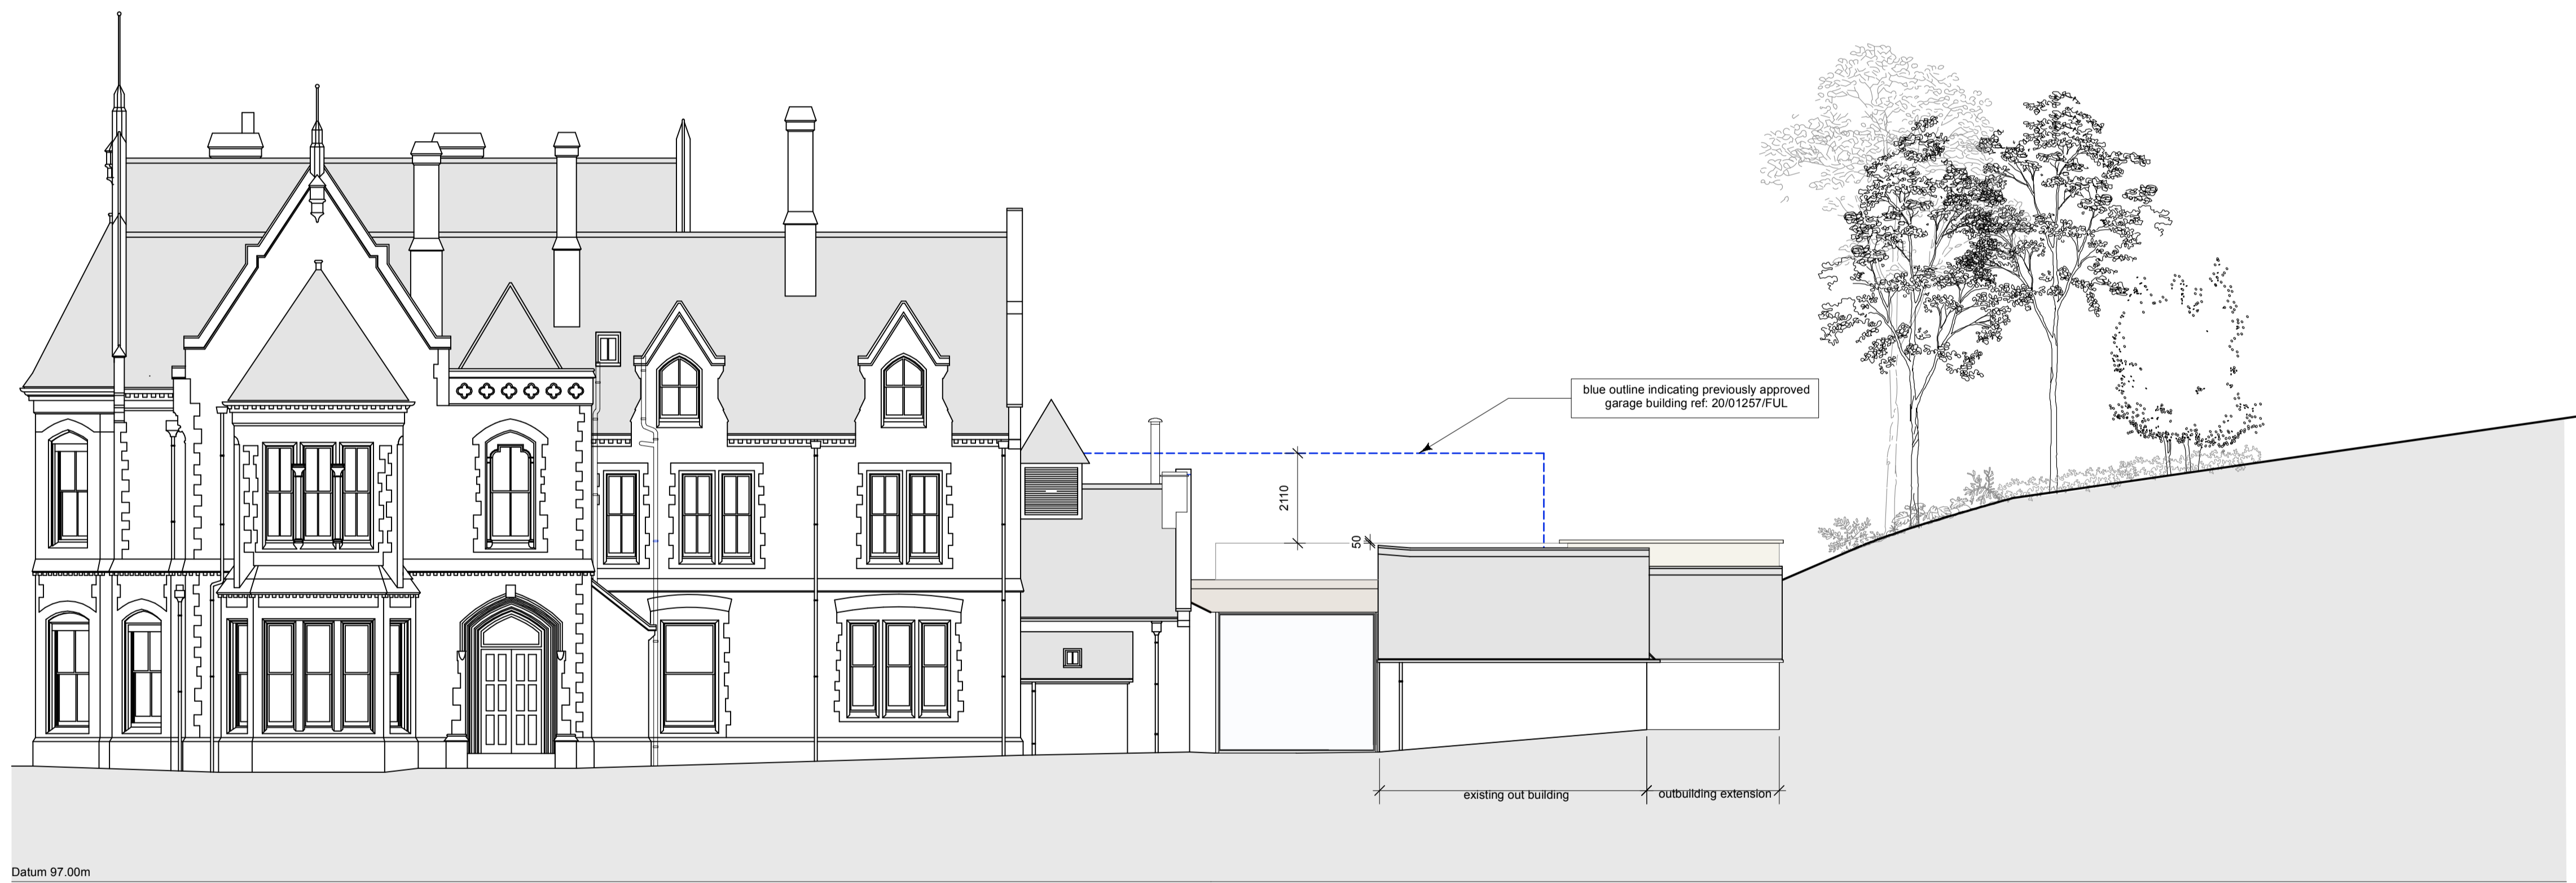 blue outline indicating previously approved
garage building ref: 20/01257/FUL
2110
50
existing out building
outbuilding extension
Datum 97.00m